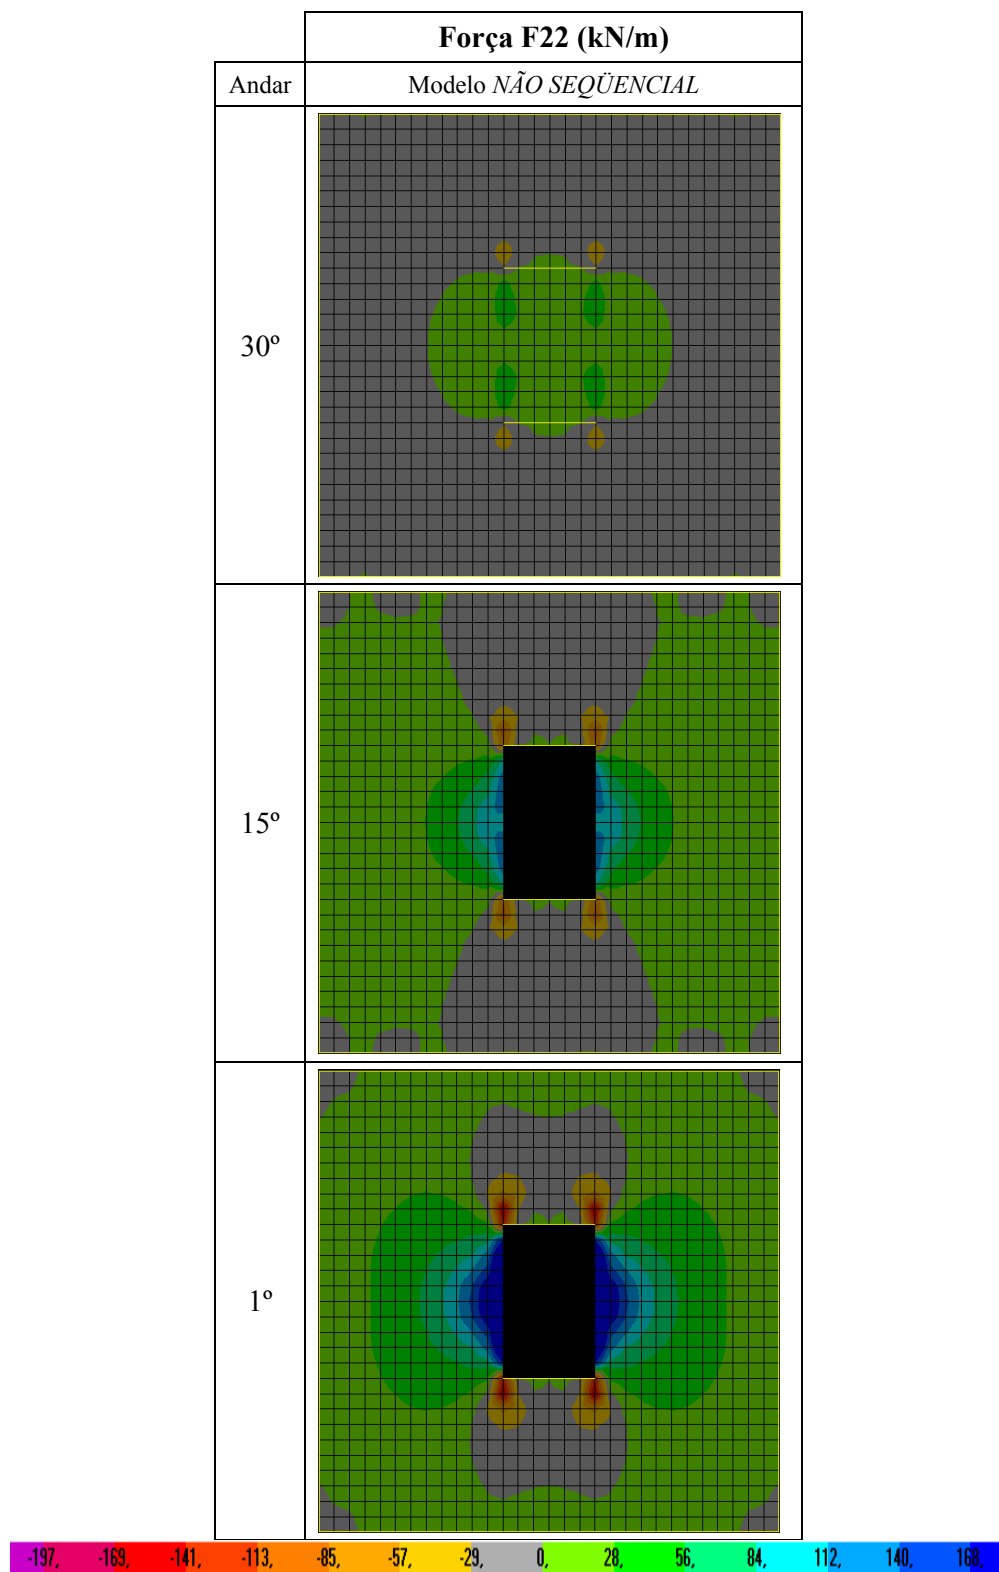 Força F22 (kN/m)
Andar Modelo NÃO SEQÜENCIAL
30º
15º
1º
-197, -169, -141, -113, -85, -57, -29, 0, 28, 56, 84, 112, 140, 168,